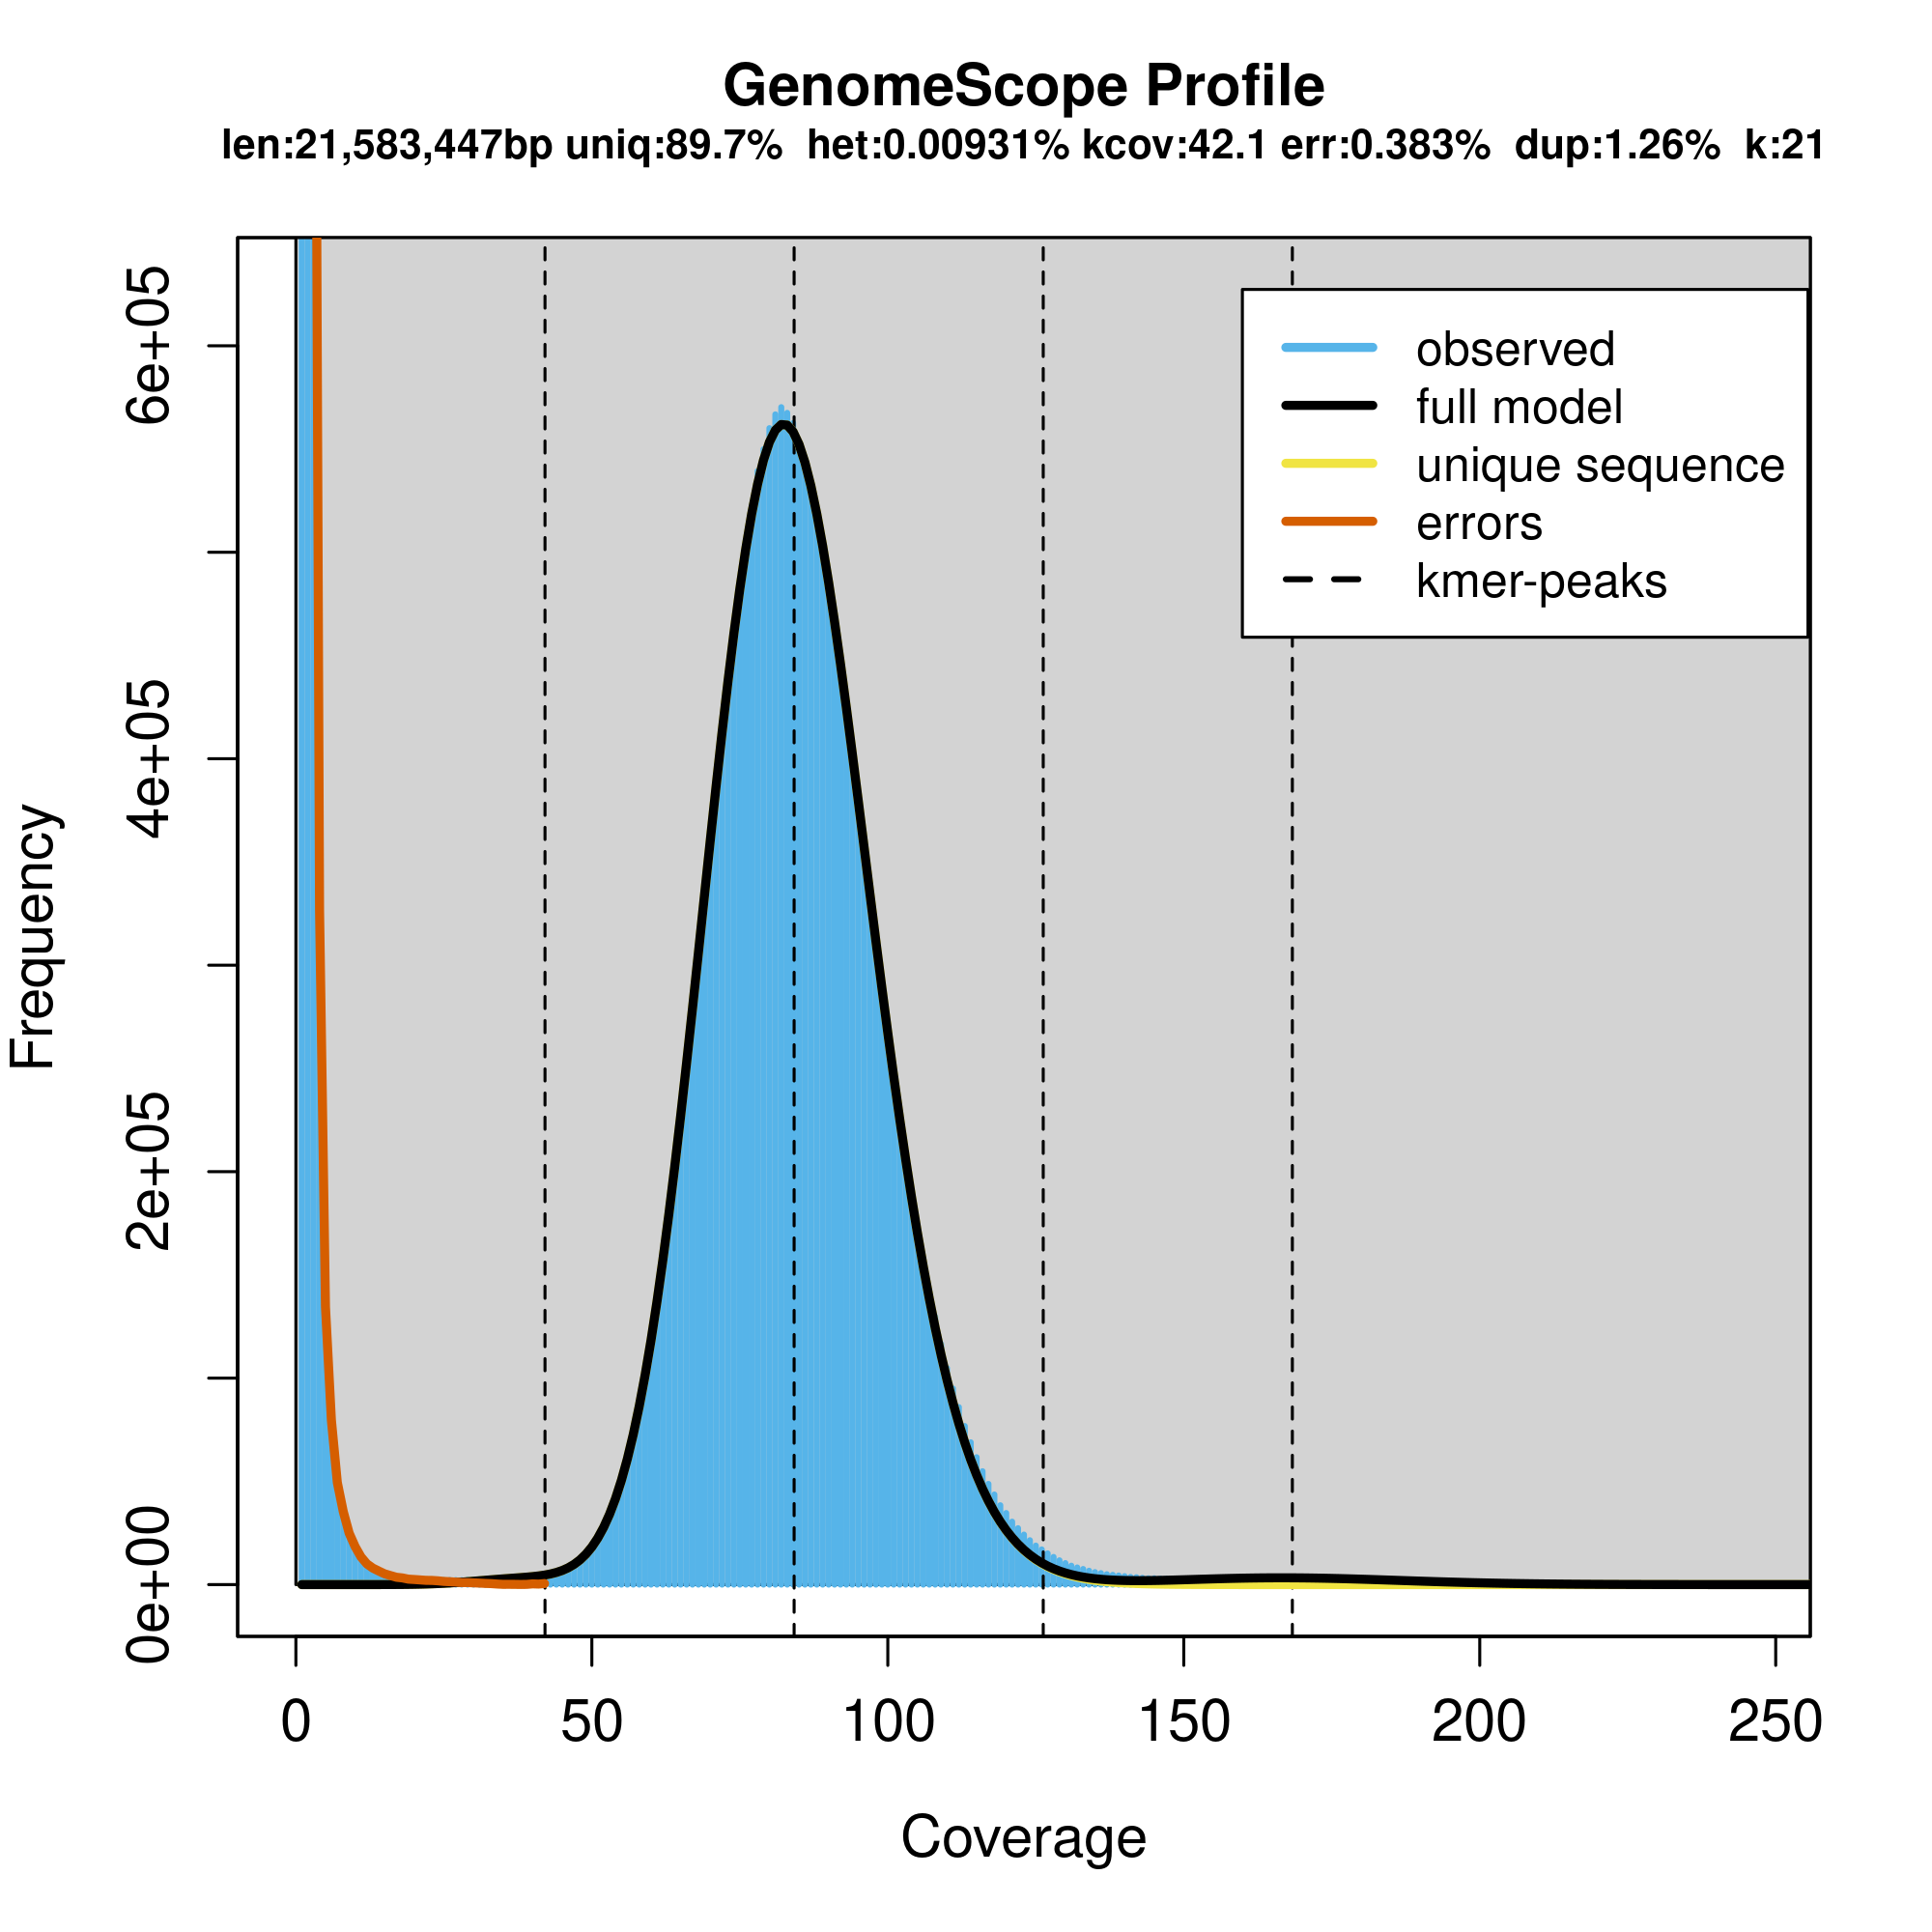 GenomeScope Profile
len:21,583,447bp uniq:89.7% het:0.00931% kcov:42.1 err:0.383% dup:1.26% k:21
observed
full model
unique sequence
errors
kmer-peaks
Frequency
6e+05
4e+05
2e+05
0e+00
0 50 100 150 200 250
Coverage